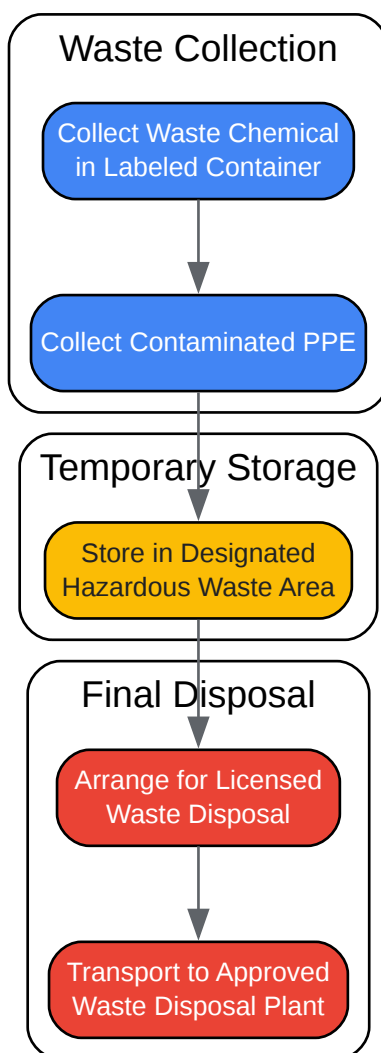 Waste Collection
Collect Waste Chemical
in Labeled Container
Collect Contaminated PPE
Temporary Storage
Store in Designated
Hazardous Waste Area
Final Disposal
Arrange for Licensed
Waste Disposal
Transport to Approved
Waste Disposal Plant